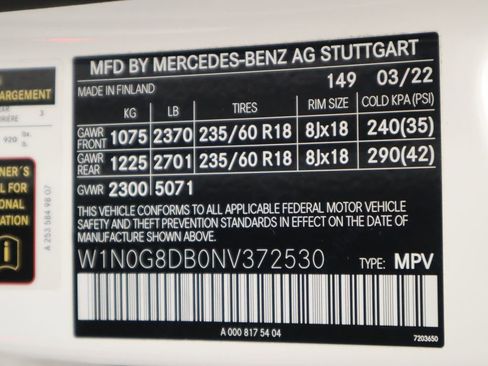 MFD BY MERCEDES-BENZ AG STUTTGART
MADE IN FINLAND 149 03/22
KG LB TIRES RIM SIZE COLD KPA (PSI)
GAWR FRONT 1075 2370 235/60 R18 8Jx18 240(35)
GAWR REAR 1225 2701 235/60 R18 8Jx18 290(42)
GVWR 2300 5071
THIS VEHICLE CONFORMS TO ALL APPLICABLE FEDERAL MOTOR VEHICLE
SAFETY AND THEFT PREVENTION STANDARDS IN EFFECT ON THE DATE
OF MANUFACTURE SHOWN ABOVE.
W1N0G8DB0NV372530 TYPE: MPV
A 000 817 54 04
7203650
ARGEMENT
3
920 lbs.
NER´S
L FOR
ONAL
ATION
A 253 584 98 07